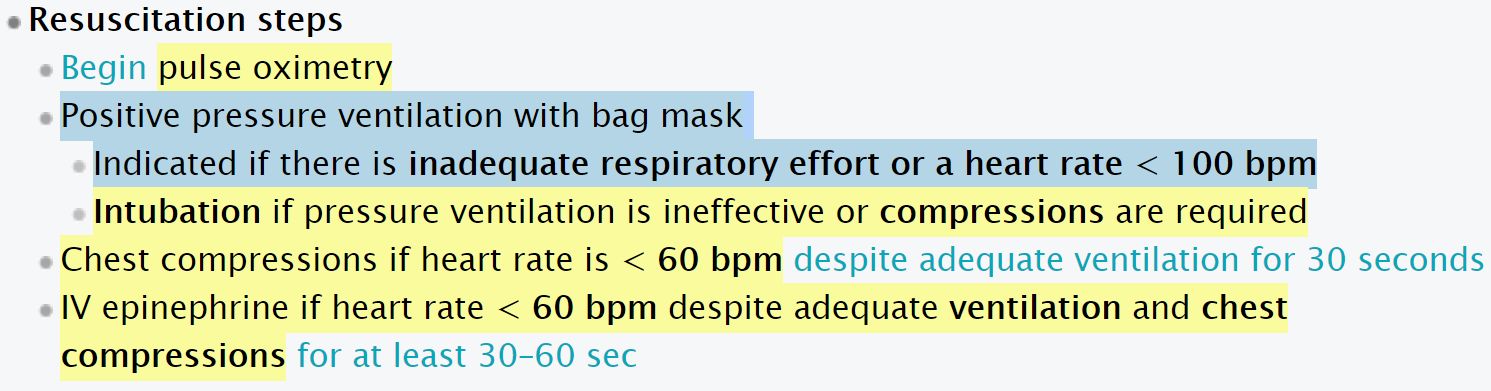 Resuscitation steps
Begin pulse oximetry
Positive pressure ventilation with bag mask
Indicated if there is inadequate respiratory effort or a heart rate < 100 bpm
Intubation if pressure ventilation is ineffective or compressions are required
Chest compressions if heart rate is < 60 bpm despite adequate ventilation for 30 seconds
IV epinephrine if heart rate < 60 bpm despite adequate ventilation and chest
compressions for at least 30–60 sec